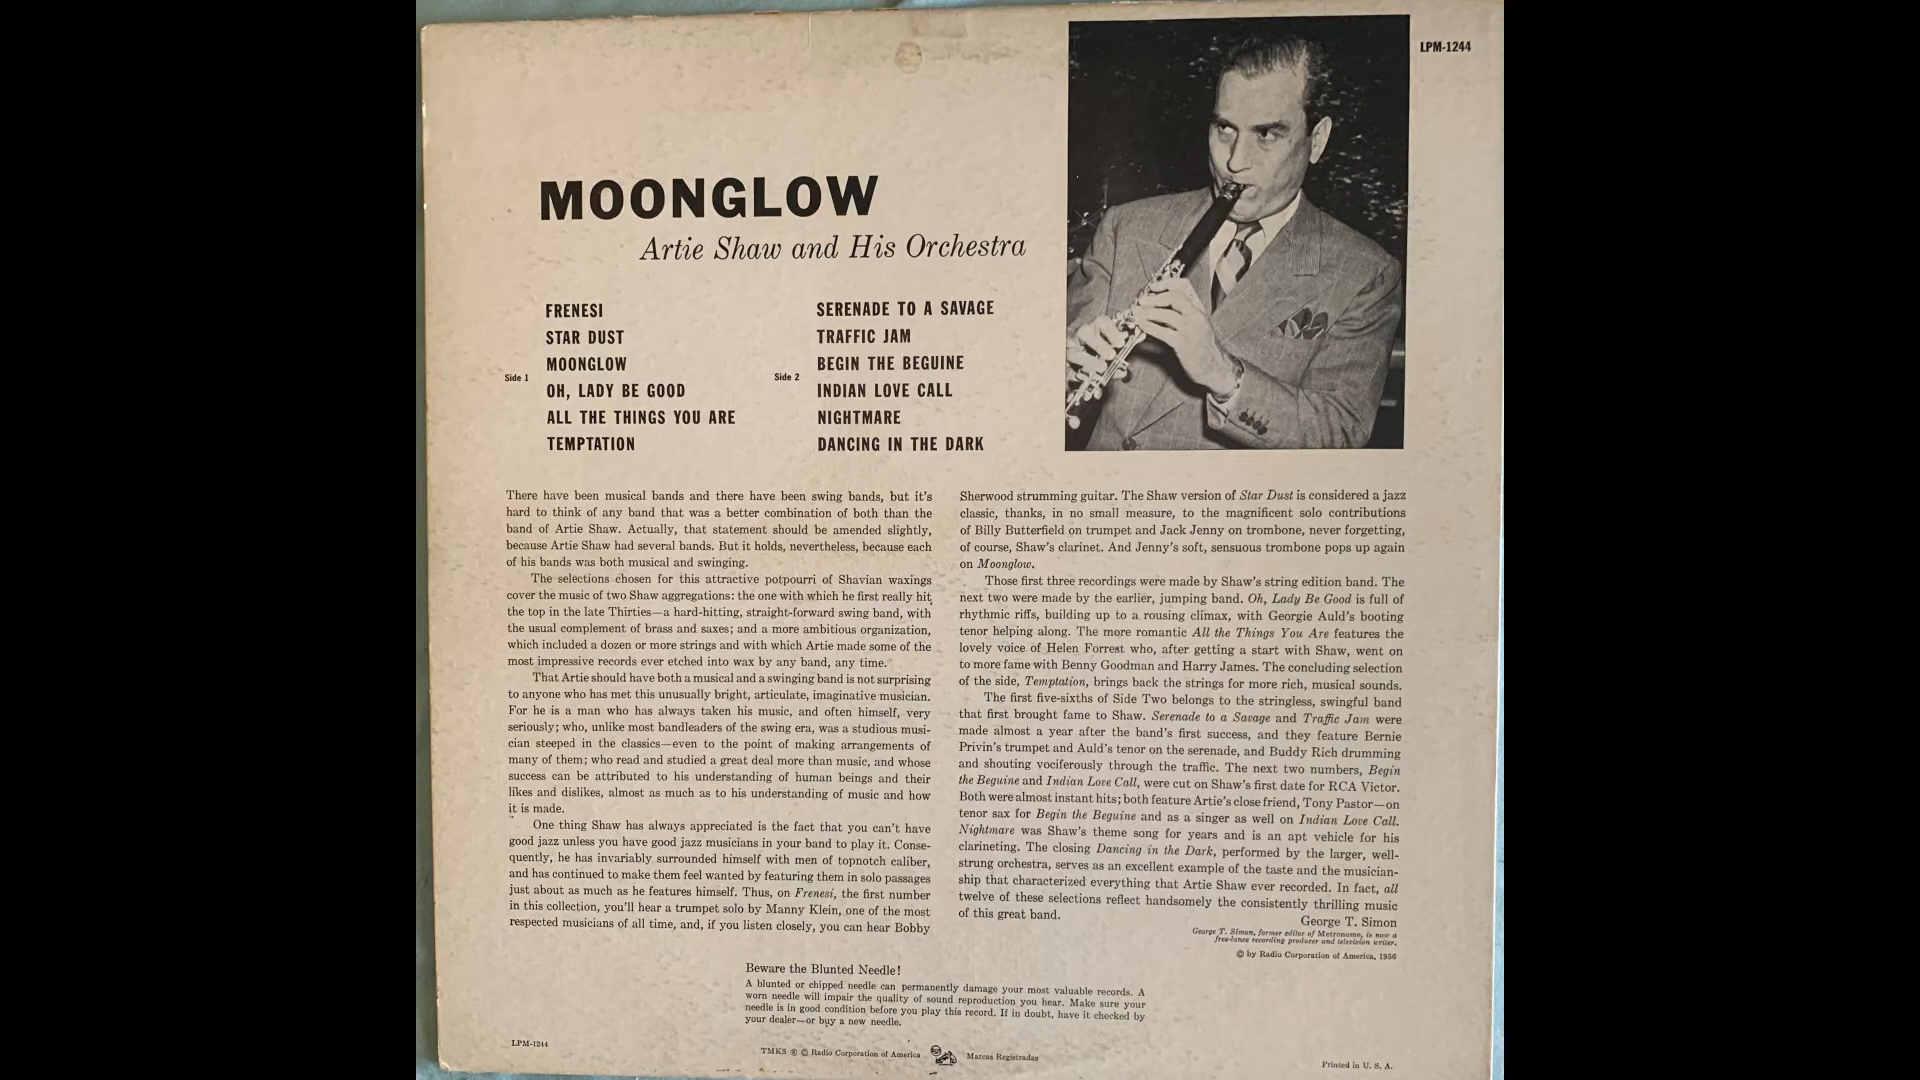 LPM-1244
MOONGLOW
Artie Shaw and His Orchestra
Side 1
FRENESI
STAR DUST
MOONGLOW
OH, LADY BE GOOD
ALL THE THINGS YOU ARE
TEMPTATION
Side 2
SERENADE TO A SAVAGE
TRAFFIC JAM
BEGIN THE BEGUINE
INDIAN LOVE CALL
NIGHTMARE
DANCING IN THE DARK
There have been musical bands and there have been swing bands, but it's
hard to think of any band that was a better combination of both than the
band of Artie Shaw. Actually, that statement should be amended slightly,
because Artie Shaw had several bands. But it holds, nevertheless, because each
of his bands was both musical and swinging.
The selections chosen for this attractive potpourri of Shavian waxings
cover the music of two Shaw aggregations: the one with which he first really hit
the top in the late Thirties—a hard-hitting, straight-forward swing band, with
the usual complement of brass and saxes; and a more ambitious organization,
which included a dozen or more strings and with which Artie made some of the
most impressive records ever etched into wax by any band, any time.
That Artie should have both a musical and a swinging band is not surprising
to anyone who has met this unusually bright, articulate, imaginative musician.
For he is a man who has always taken his music, and often himself, very
seriously; who, unlike most bandleaders of the swing era, was a studious musi-
cian steeped in the classics—even to the point of making arrangements of
many of them; who read and studied a great deal more than music, and whose
success can be attributed to his understanding of human beings and their
likes and dislikes, almost as much as to his understanding of music and how
it is made.
One thing Shaw has always appreciated is the fact that you can't have
good jazz unless you have good jazz musicians in your band to play it. Conse-
quently, he has invariably surrounded himself with men of topnotch caliber,
and has continued to make them feel wanted by featuring them in solo passages
just about as much as he features himself. Thus, on Frenesi, the first number
in this collection, you'll hear a trumpet solo by Manny Klein, one of the most
respected musicians of all time, and, if you listen closely, you can hear Bobby
Sherwood strumming guitar. The Shaw version of Star Dust is considered a jazz
classic, thanks, in no small measure, to the magnificent solo contributions
of Billy Butterfield on trumpet and Jack Jenny on trombone, never forgetting,
of course, Shaw's clarinet. And Jenny's soft, sensuous trombone pops up again
on Moonglow.
Those first three recordings were made by Shaw's string edition band. The
next two were made by the earlier, jumping band. Oh, Lady Be Good is full of
rhythmic riffs, building up to a rousing climax, with Georgie Auld's booting
tenor helping along. The more romantic All the Things You Are features the
lovely voice of Helen Forrest who, after getting a start with Shaw, went on
to more fame with Benny Goodman and Harry James. The concluding selection
of the side, Temptation, brings back the strings for more rich, musical sounds.
The first five-sixths of Side Two belongs to the stringless, swingful band
that first brought fame to Shaw. Serenade to a Savage and Traffic Jam were
made almost a year after the band's first success, and they feature Bernie
Privin's trumpet and Auld's tenor on the serenade, and Buddy Rich drumming
and shouting vociferously through the traffic. The next two numbers, Begin
the Beguine and Indian Love Call, were cut on Shaw's first date for RCA Victor.
Both were almost instant hits; both feature Artie's close friend, Tony Pastor—on
tenor sax for Begin the Beguine and as a singer as well on Indian Love Call.
Nightmare was Shaw's theme song for years and is an apt vehicle for his
clarineting. The closing Dancing in the Dark, performed by the larger, well-
strung orchestra, serves as an excellent example of the taste and the musician-
ship that characterized everything that Artie Shaw ever recorded. In fact, all
twelve of these selections reflect handsomely the consistently thrilling music
of this great band.
George T. Simon
George T. Simon, former editor of Metronome, is now a
free-lance recording producer and television writer.
© by Radio Corporation of America, 1956
Beware the Blunted Needle!
A blunted or chipped needle can permanently damage your most valuable records. A
worn needle will impair the quality of sound reproduction you hear. Make sure your
needle is in good condition before you play this record. If in doubt, have it checked by
your dealer—or buy a new needle.
LPM-1244
TMKS ® © Radio Corporation of America
Marcas Registradas
Printed in U. S. A.